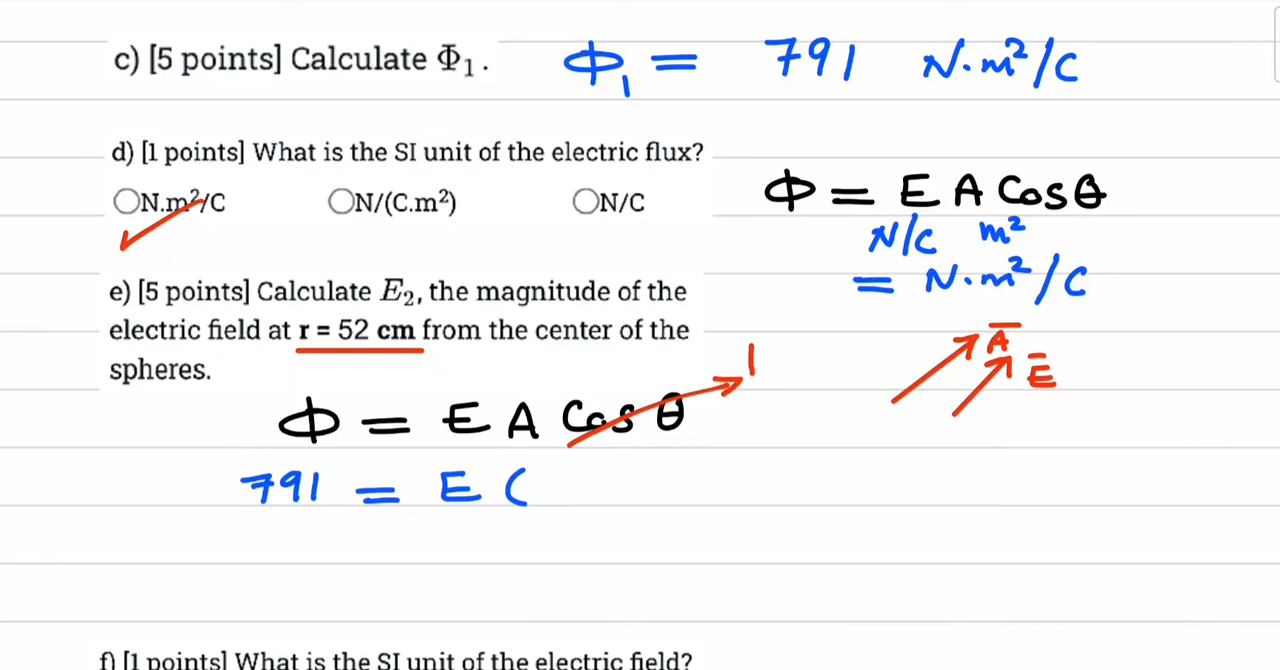 c) [5 points] Calculate Φ₁. Φ₁ = 791 N·m²/C
d) [1 points] What is the SI unit of the electric flux?
N.m²/C N/(C.m²) N/C
Φ = E A Cosθ
N/C m²
= N·m²/C
e) [5 points] Calculate E₂, the magnitude of the
electric field at r = 52 cm from the center of the
spheres.
A̅
E̅
1
Φ = E A Cos θ
791 = E (
f) [1 points] What is the SI unit of the electric field?